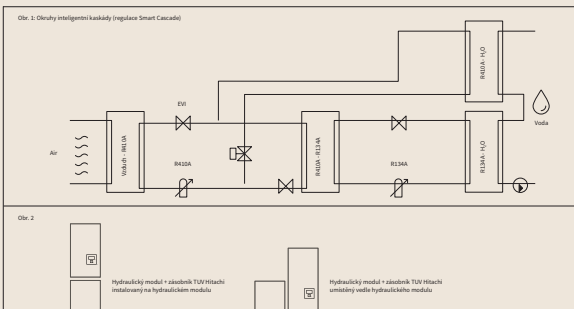 Obr. 1: Okruhy inteligentní kaskády (regulace Smart Cascade)
R410A - H₂O
EVI
Voda
Air
Vzduch - R410A
R410A
R410A - R134A
R134A
R134A - H₂O
Obr. 2
Hydraulický modul + zásobník TUV Hitachi
instalovaný na hydraulickém modulu
Hydraulický modul + zásobník TUV Hitachi
umístěný vedle hydraulického modulu